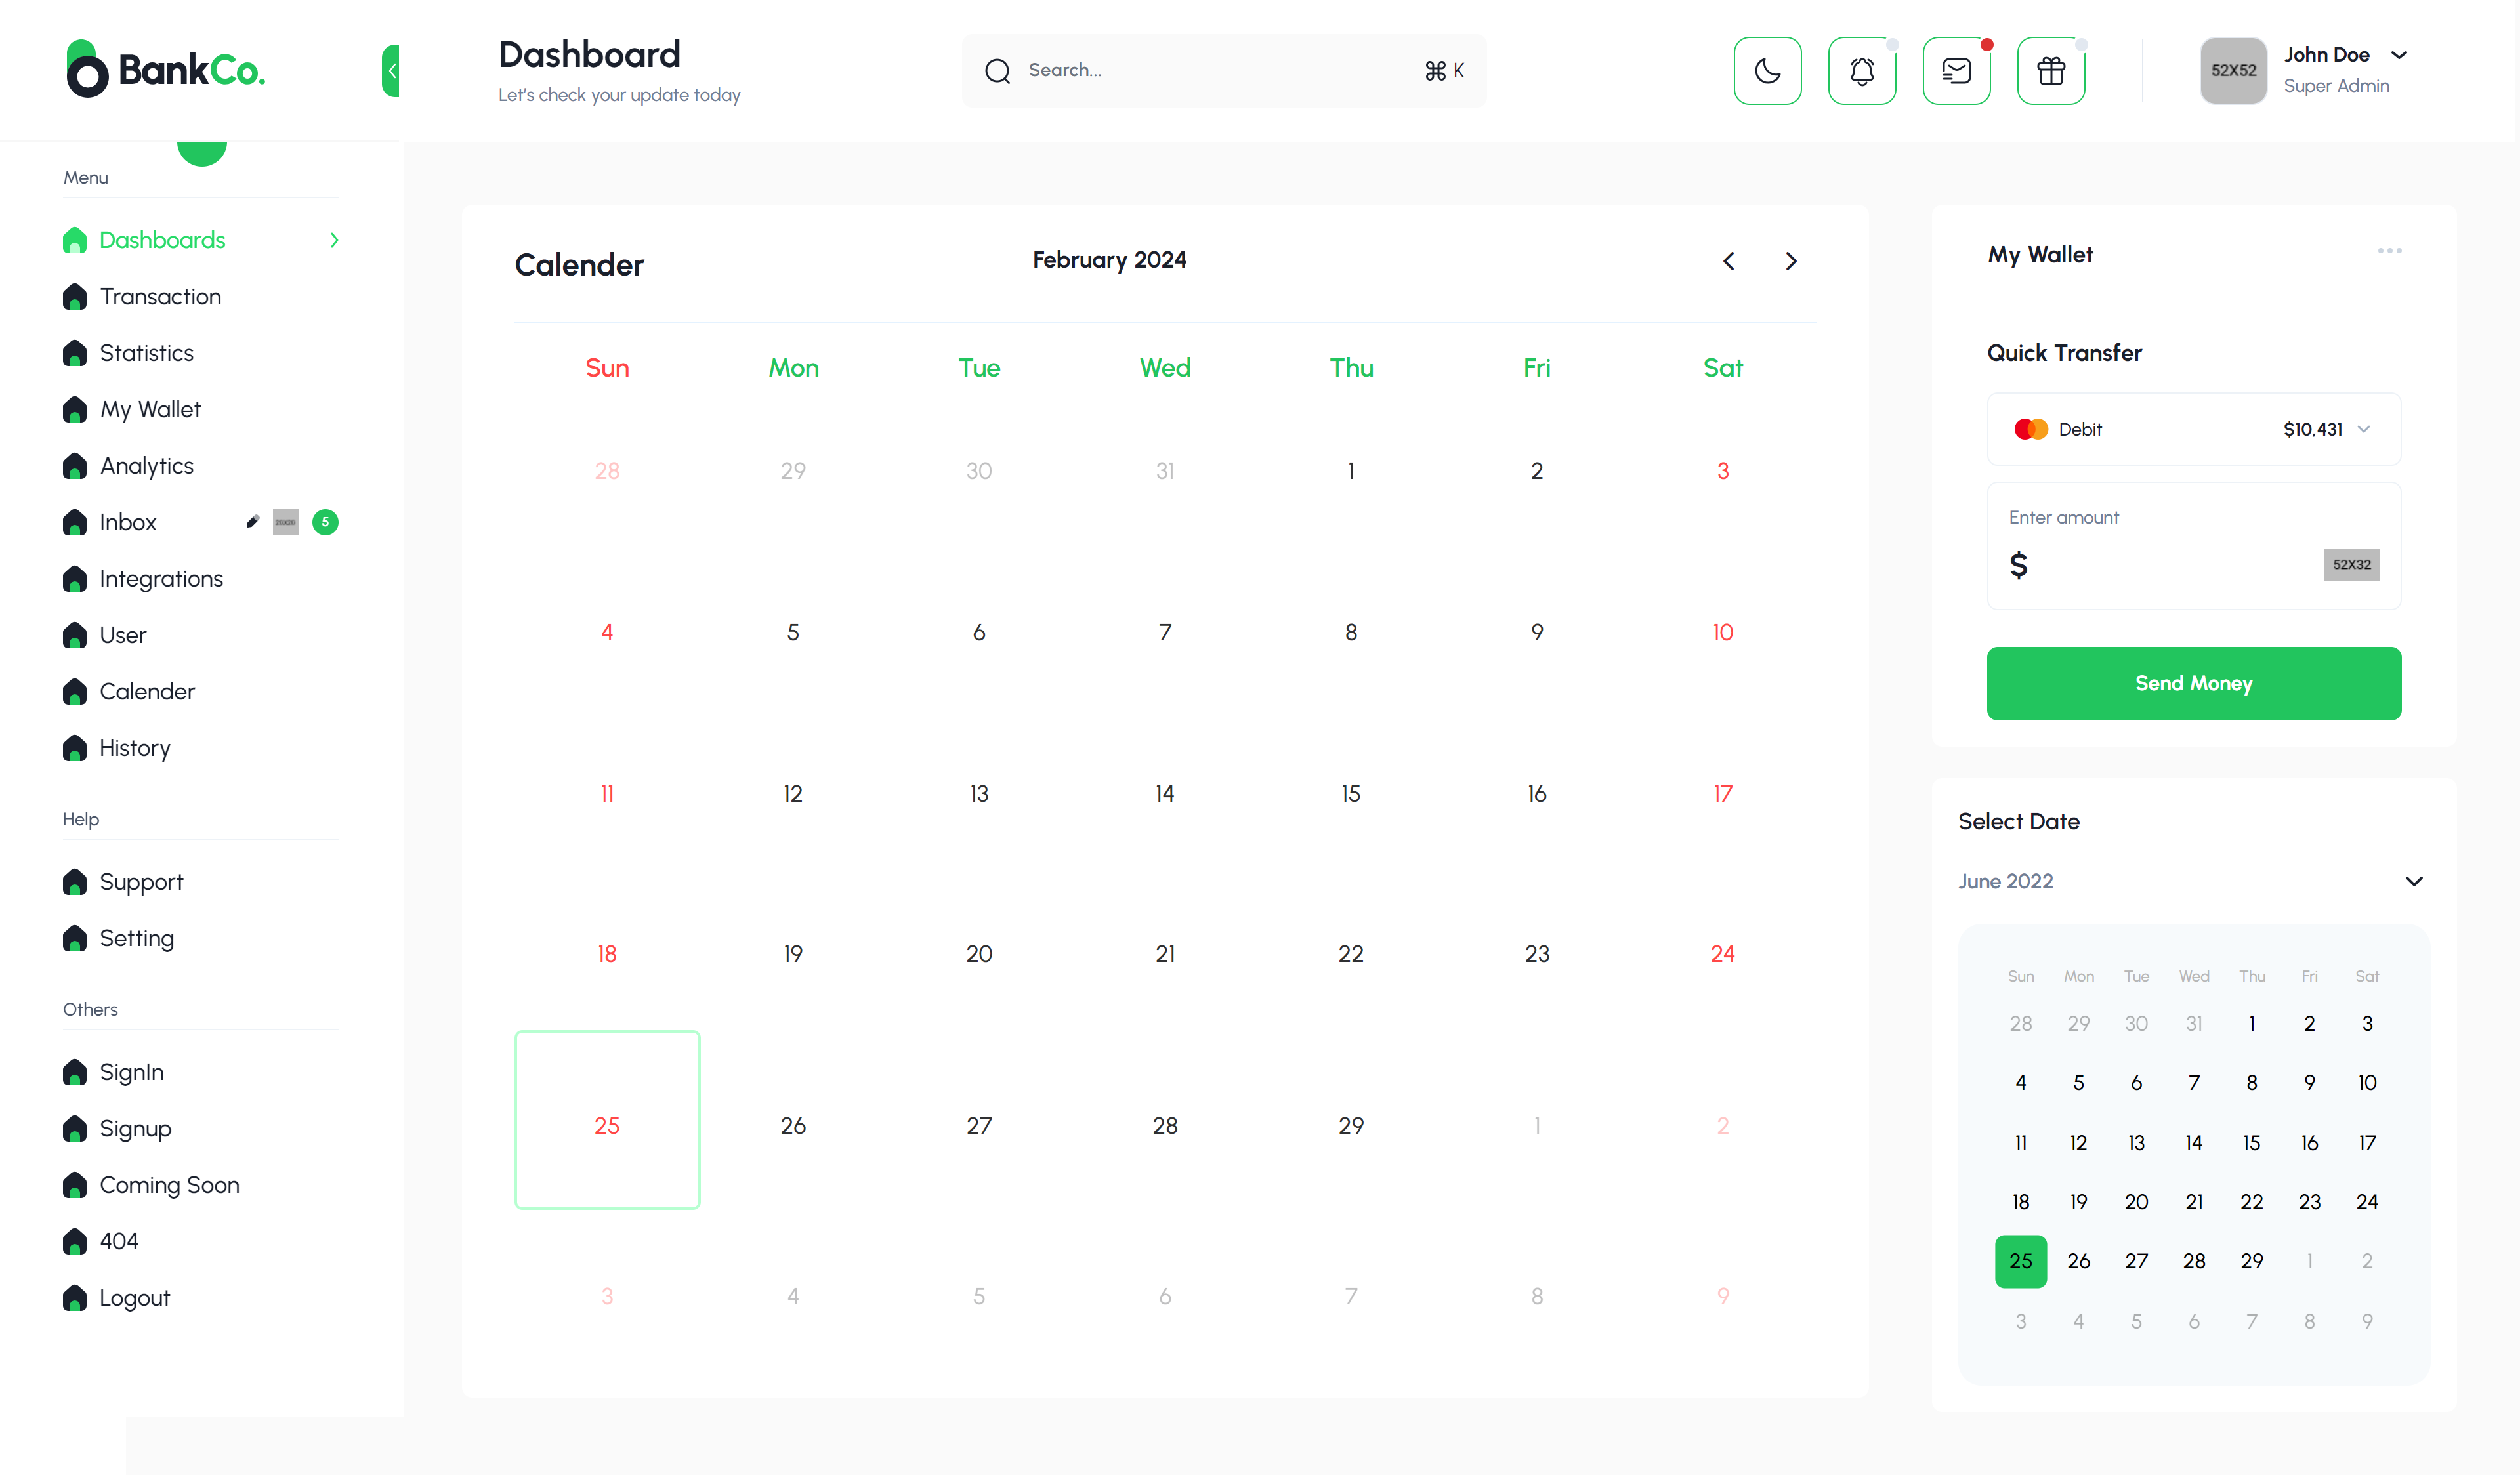 BankCo.
Dashboard
Let's check your update today
Search...
⌘ K
52X52
John Doe
Super Admin
Menu
Dashboards
Transaction
Statistics
My Wallet
Analytics
Inbox 20X20 5
Integrations
User
Calender
History
Help
Support
Setting
Others
SignIn
Signup
Coming Soon
404
Logout
Calender
February 2024
Sun Mon Tue Wed Thu Fri Sat
28 29 30 31 1 2 3
4 5 6 7 8 9 10
11 12 13 14 15 16 17
18 19 20 21 22 23 24
25 26 27 28 29 1 2
3 4 5 6 7 8 9
My Wallet
Quick Transfer
Debit $10,431
Enter amount
$ 52X32
Send Money
Select Date
June 2022
Sun Mon Tue Wed Thu Fri Sat
28 29 30 31 1 2 3
4 5 6 7 8 9 10
11 12 13 14 15 16 17
18 19 20 21 22 23 24
25 26 27 28 29 1 2
3 4 5 6 7 8 9